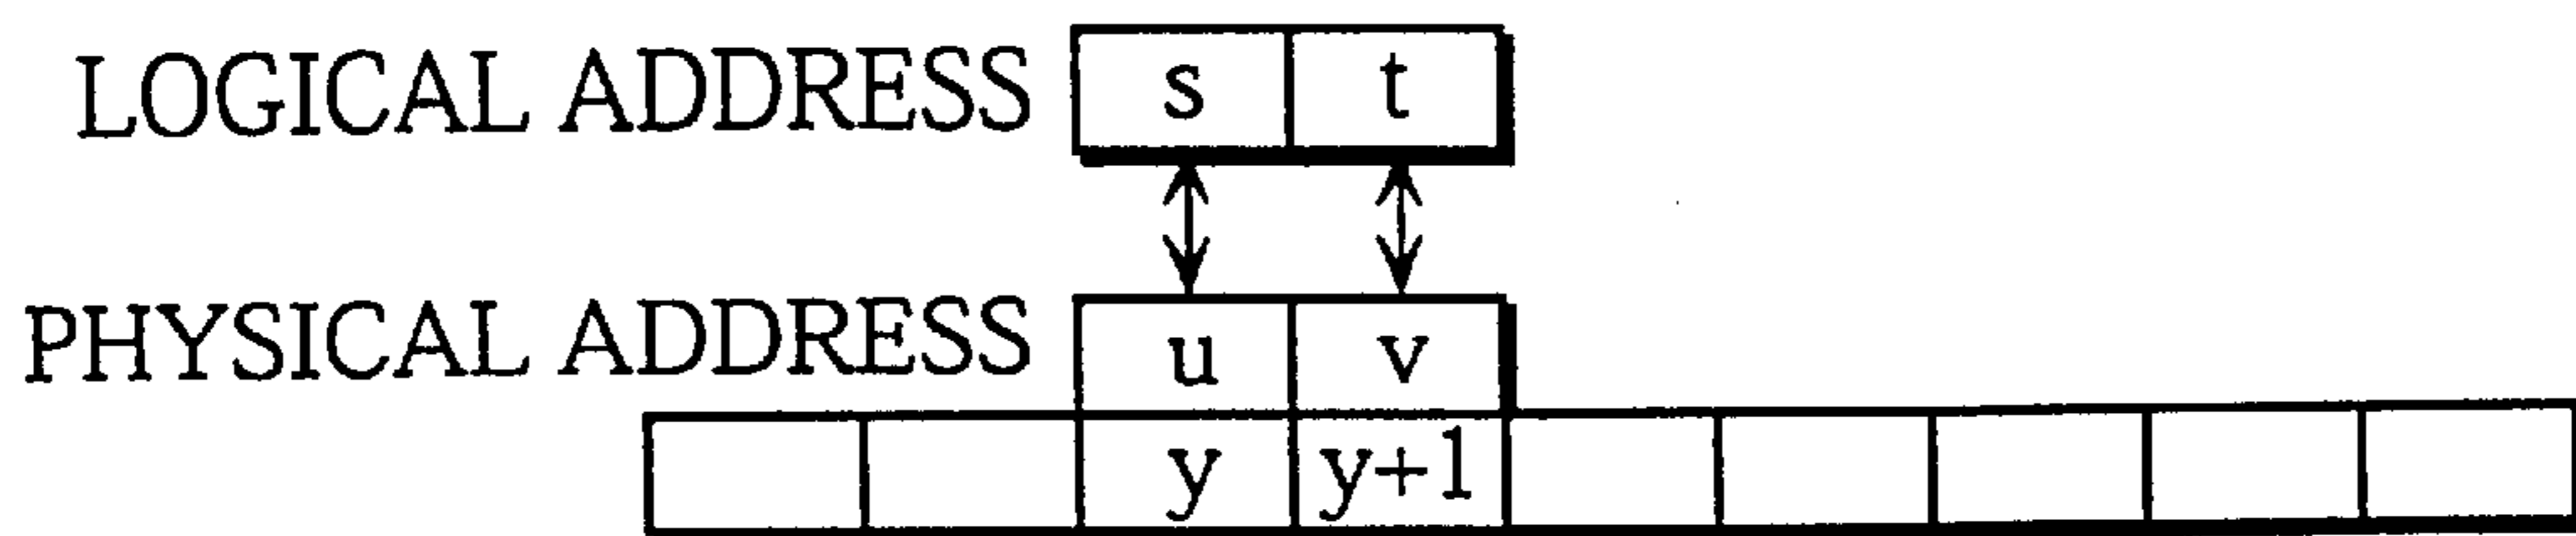 LOGICAL ADDRESS s t
PHYSICAL ADDRESS u v
y y+1